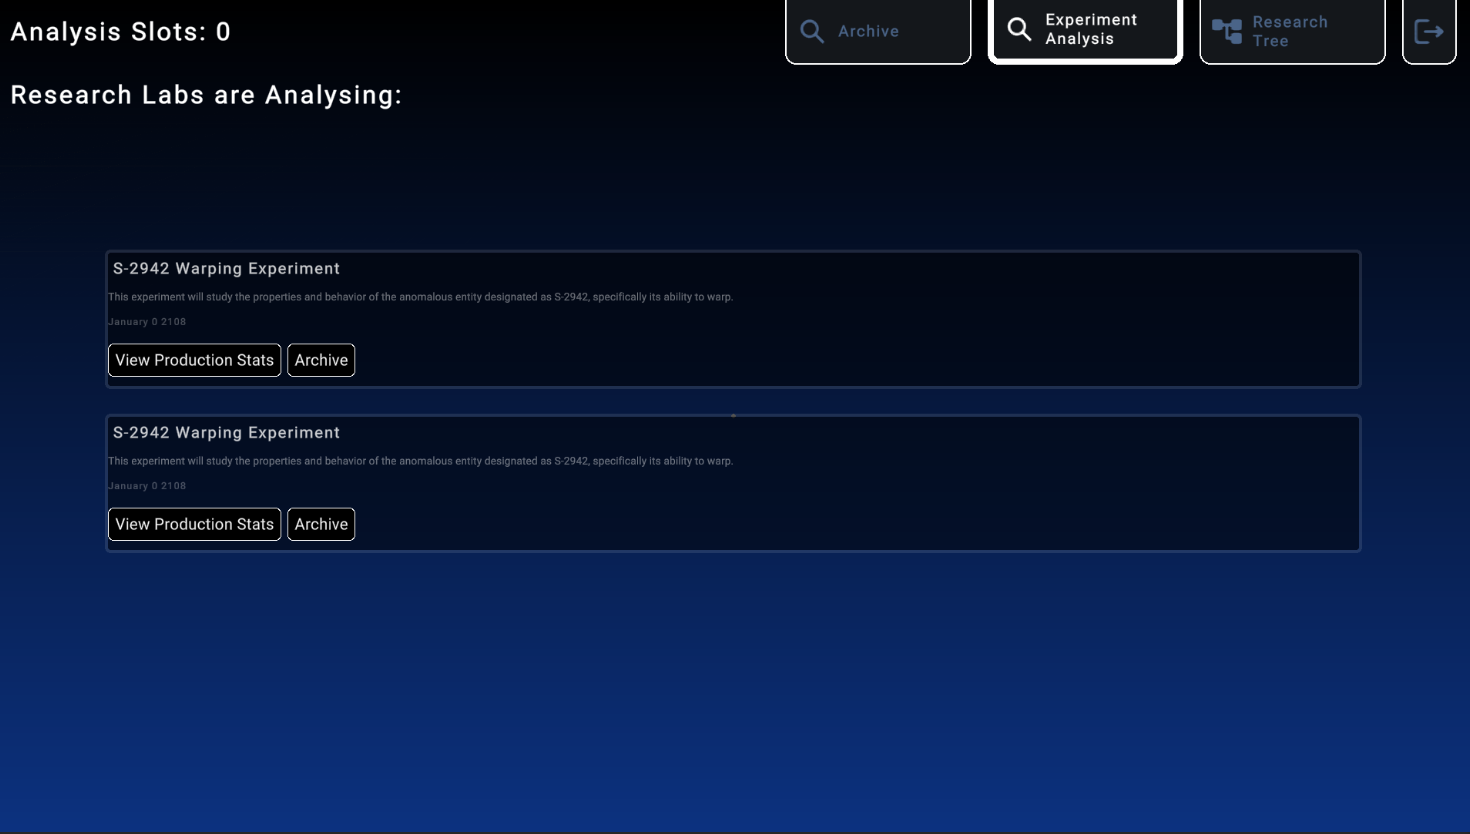 Analysis Slots: 0
Archive
Experiment
Analysis
Research
Tree
Research Labs are Analysing:
S-2942 Warping Experiment
This experiment will study the properties and behavior of the anomalous entity designated as S-2942, specifically its ability to warp.
January 0 2108
View Production Stats
Archive
S-2942 Warping Experiment
This experiment will study the properties and behavior of the anomalous entity designated as S-2942, specifically its ability to warp.
January 0 2108
View Production Stats
Archive